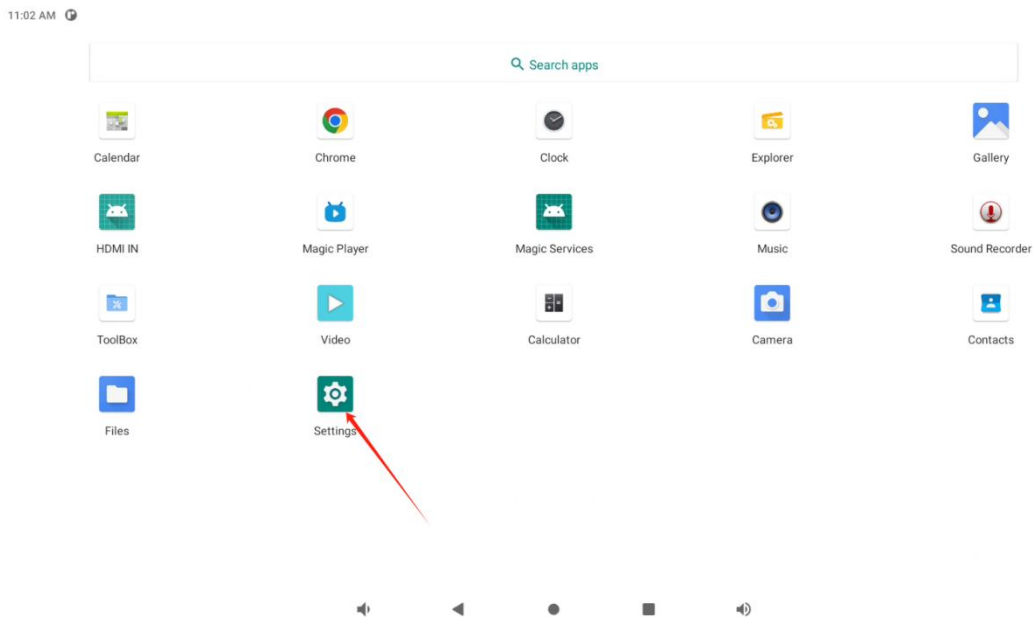 11:02 AM
Search apps
Calendar
Chrome
Clock
Explorer
Gallery
HDMI IN
Magic Player
Magic Services
Music
Sound Recorder
ToolBox
Video
Calculator
Camera
Contacts
Files
Settings